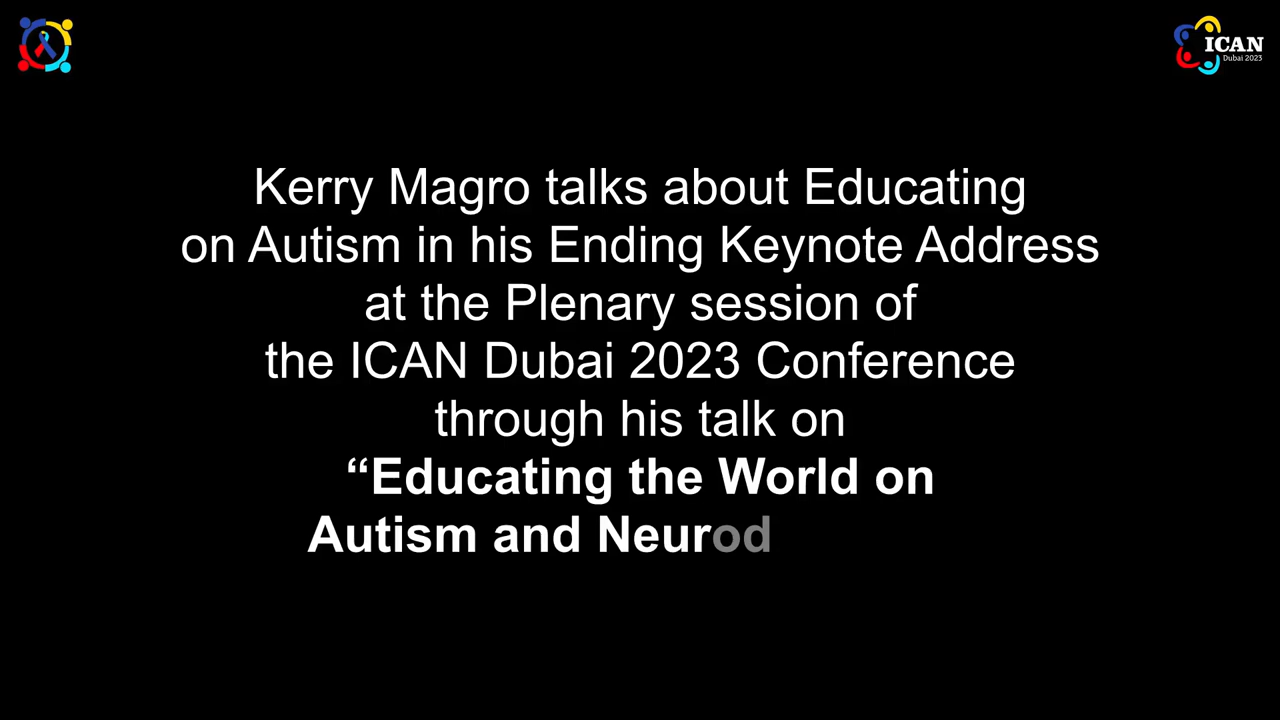 ICAN
Dubai 2023
Kerry Magro talks about Educating
on Autism in his Ending Keynote Address
at the Plenary session of
the ICAN Dubai 2023 Conference
through his talk on
“Educating the World on
Autism and Neurod